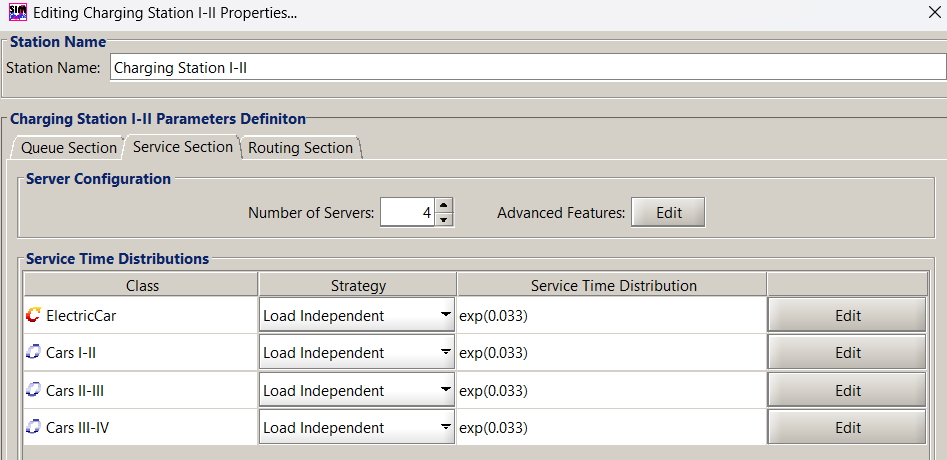 Editing Charging Station I-II Properties...
Station Name
Station Name: Charging Station I-II
Charging Station I-II Parameters Definiton
Queue Section Service Section Routing Section
Server Configuration
Number of Servers: 4 Advanced Features: Edit
Service Time Distributions
Class Strategy Service Time Distribution
ElectricCar Load Independent exp(0.033) Edit
Cars I-II Load Independent exp(0.033) Edit
Cars II-III Load Independent exp(0.033) Edit
Cars III-IV Load Independent exp(0.033) Edit